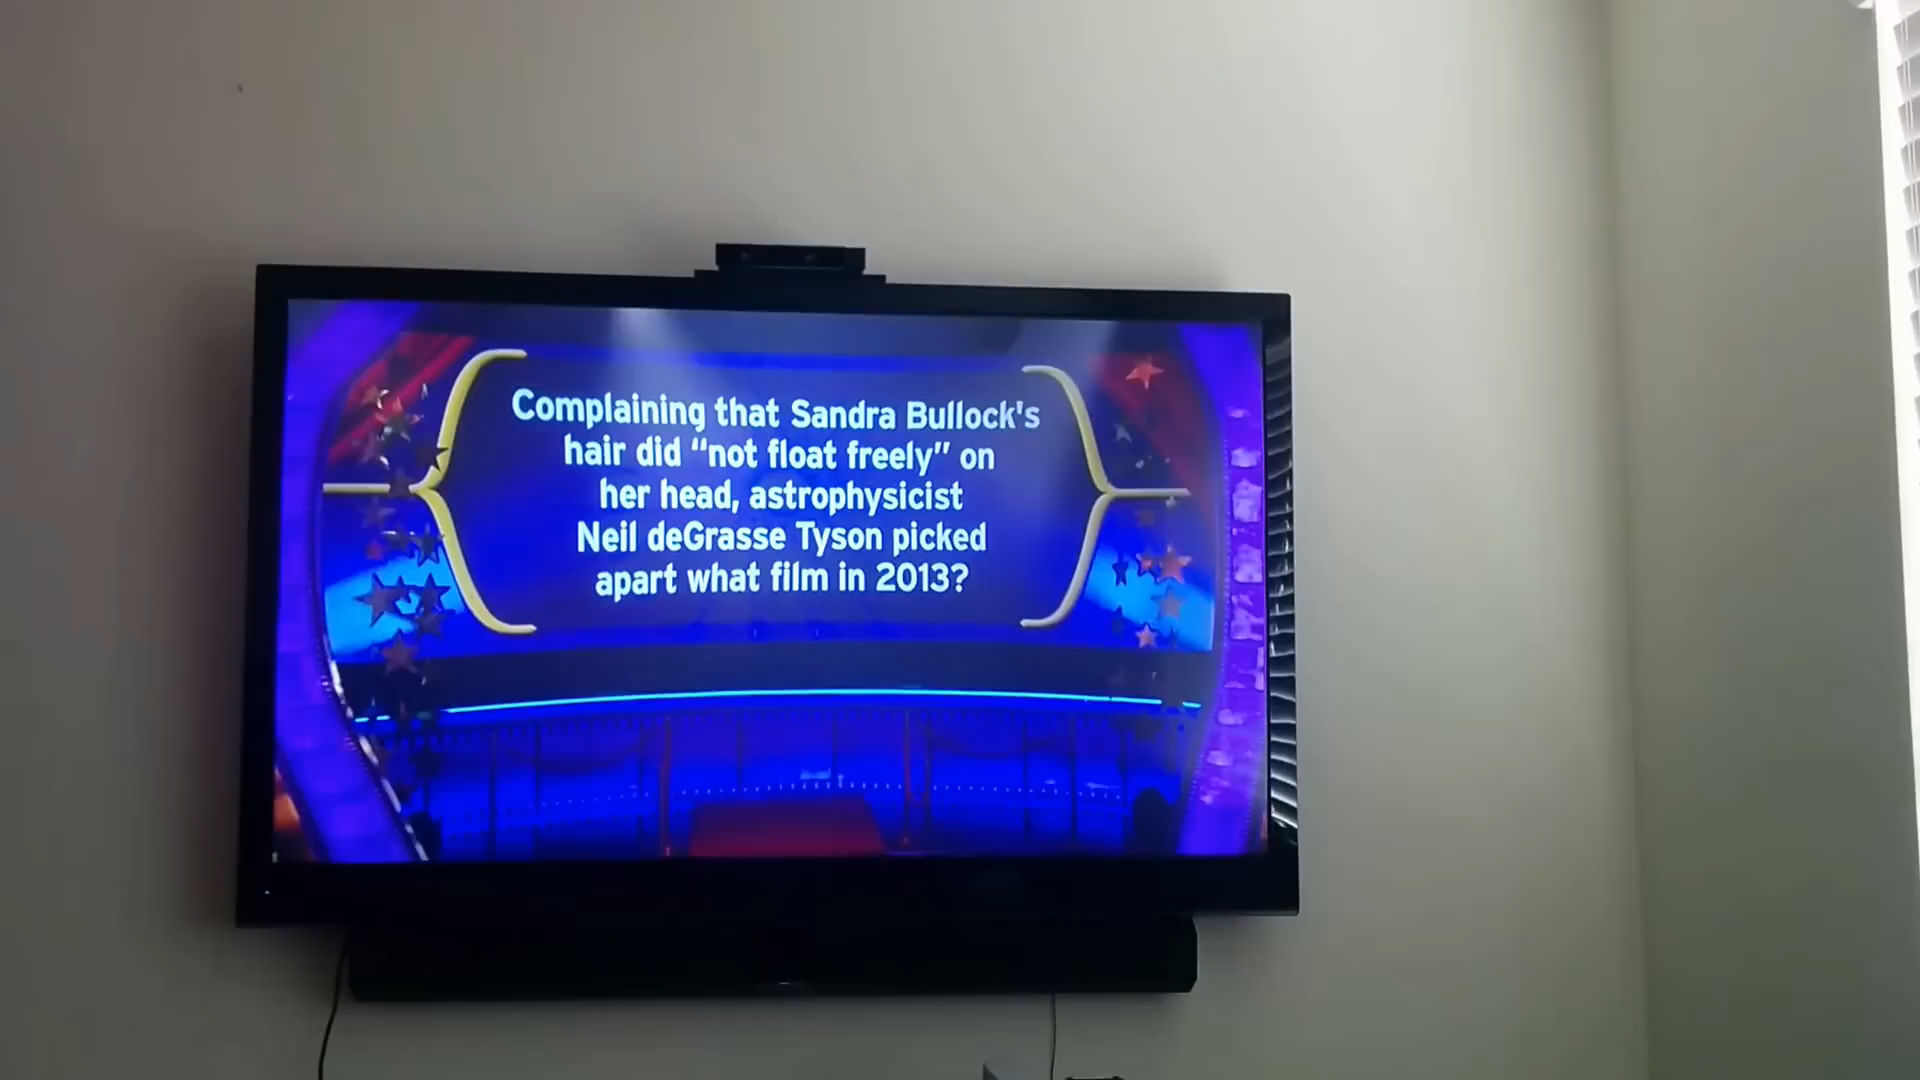 Complaining that Sandra Bullock's
hair did “not float freely” on
her head, astrophysicist
Neil deGrasse Tyson picked
apart what film in 2013?